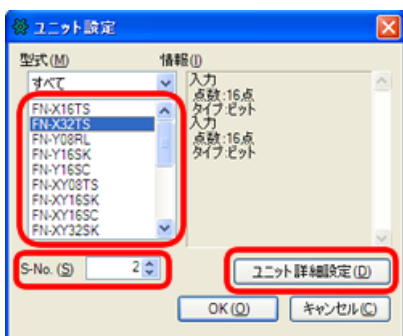 ユニット設定
型式(M)
情報(I)
すべて
入力
点数:16点
タイプ:ビット
入力
点数:16点
タイプ:ビット
FN-X16TS
FN-X32TS
FN-Y08RL
FN-Y16SK
FN-Y16SC
FN-XY08TS
FN-XY16SK
FN-XY16SC
FN-XY32SK
S-No. (S)
2
ユニット詳細設定(D)
OK(O)
キャンセル(C)